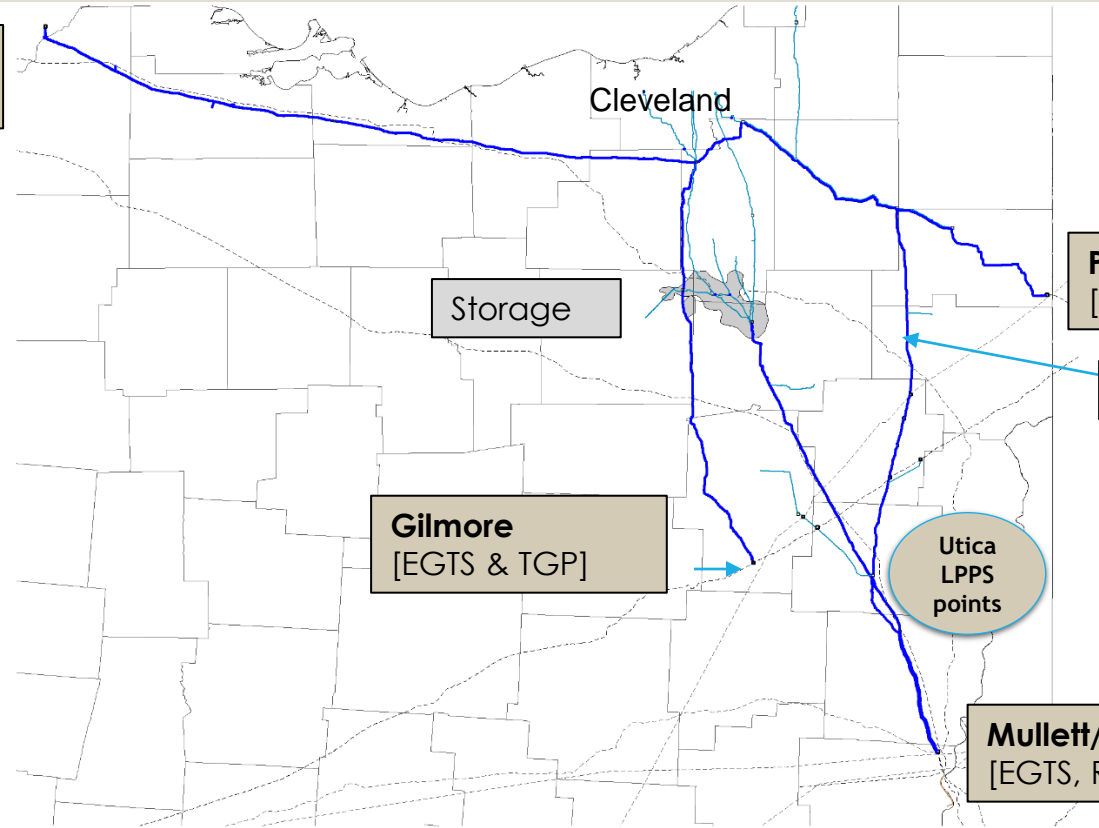 Cleveland
Storage
Gilmore
[EGTS & TGP]
Utica
LPPS
points
Mullett/
[EGTS,